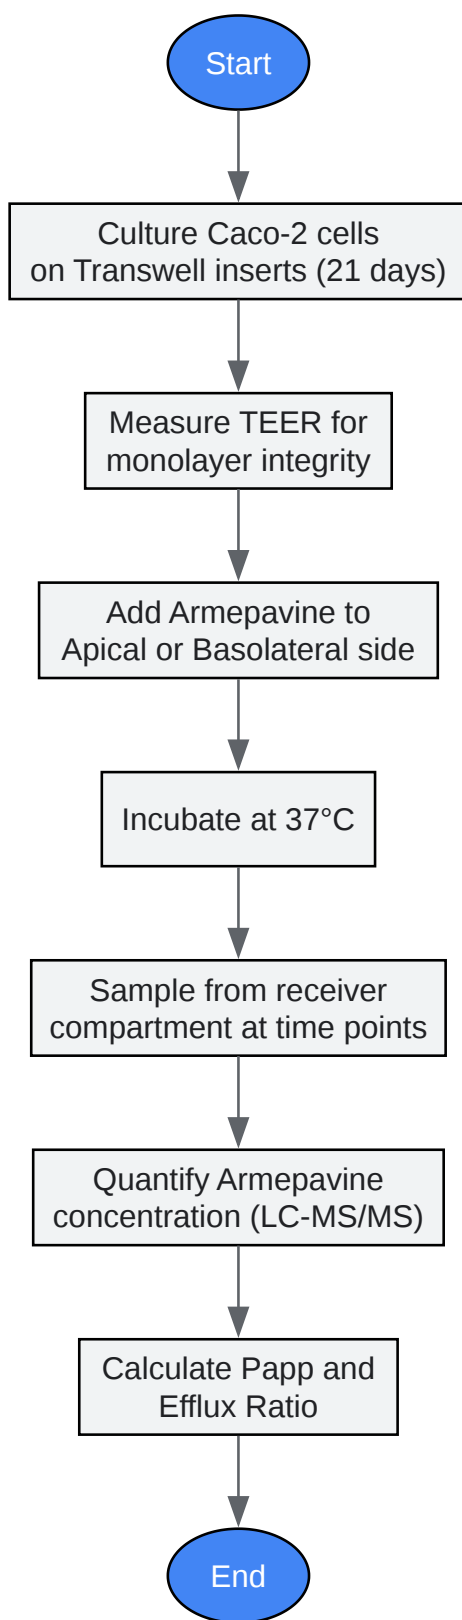 Start
Culture Caco-2 cells
on Transwell inserts (21 days)
Measure TEER for
monolayer integrity
Add Armepavine to
Apical or Basolateral side
Incubate at 37°C
Sample from receiver
compartment at time points
Quantify Armepavine
concentration (LC-MS/MS)
Calculate Papp and
Efflux Ratio
End